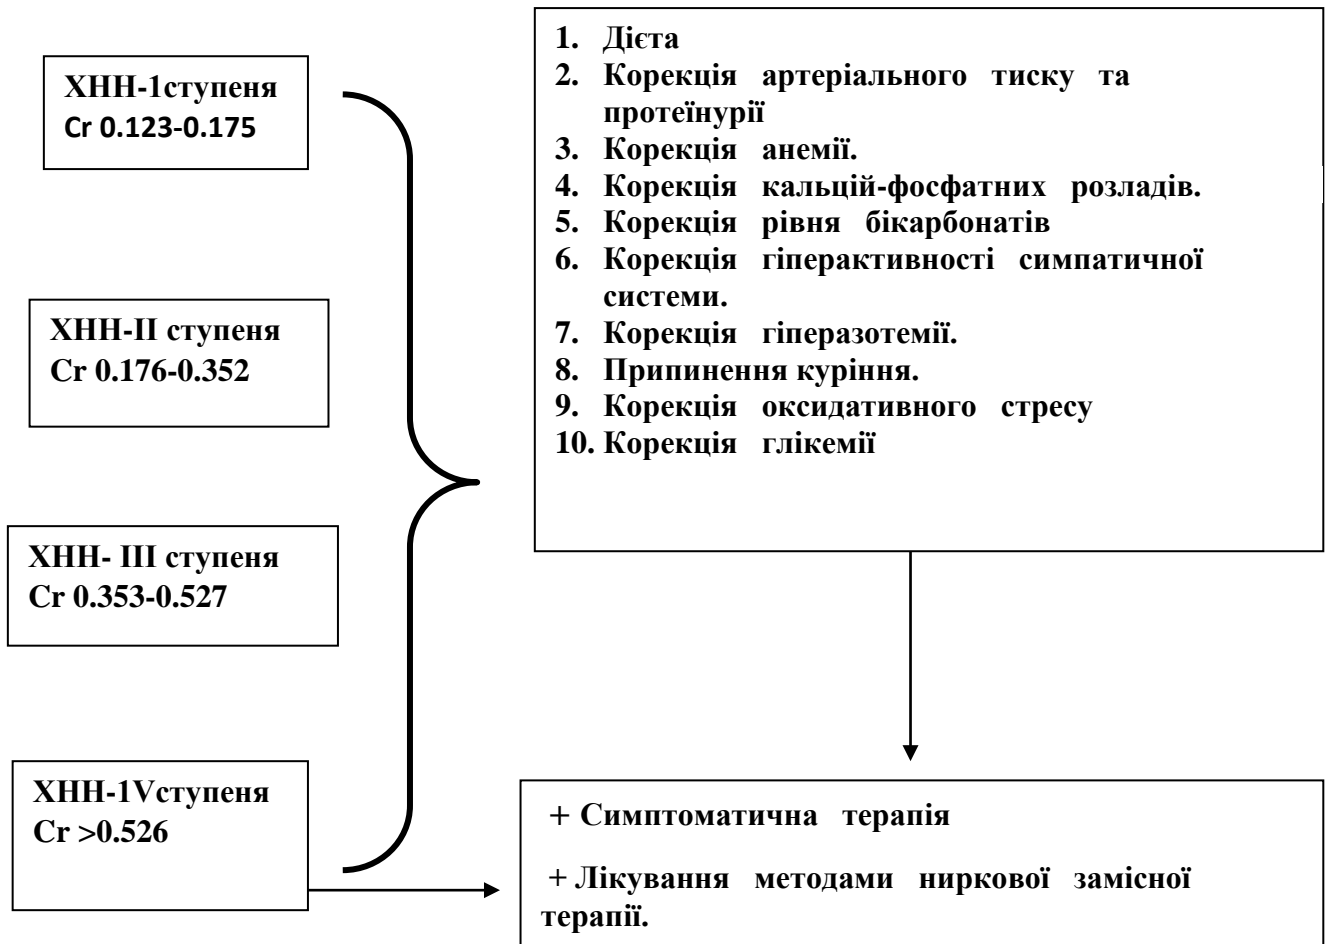 ХНН-1ступеня
Cr 0.123-0.175
ХНН-II ступеня
Cr 0.176-0.352
ХНН- III ступеня
Cr 0.353-0.527
ХНН-1Vступеня
Cr >0.526
1. Дієта
2. Корекція артеріального тиску та
протеїнурії
3. Корекція анемії.
4. Корекція кальцій-фосфатних розладів.
5. Корекція рівня бікарбонатів
6. Корекція гіперактивності симпатичної
системи.
7. Корекція гіперазотемії.
8. Припинення куріння.
9. Корекція оксидативного стресу
10. Корекція глікемії
+ Симптоматична терапія
+ Лікування методами ниркової замісної
терапії.